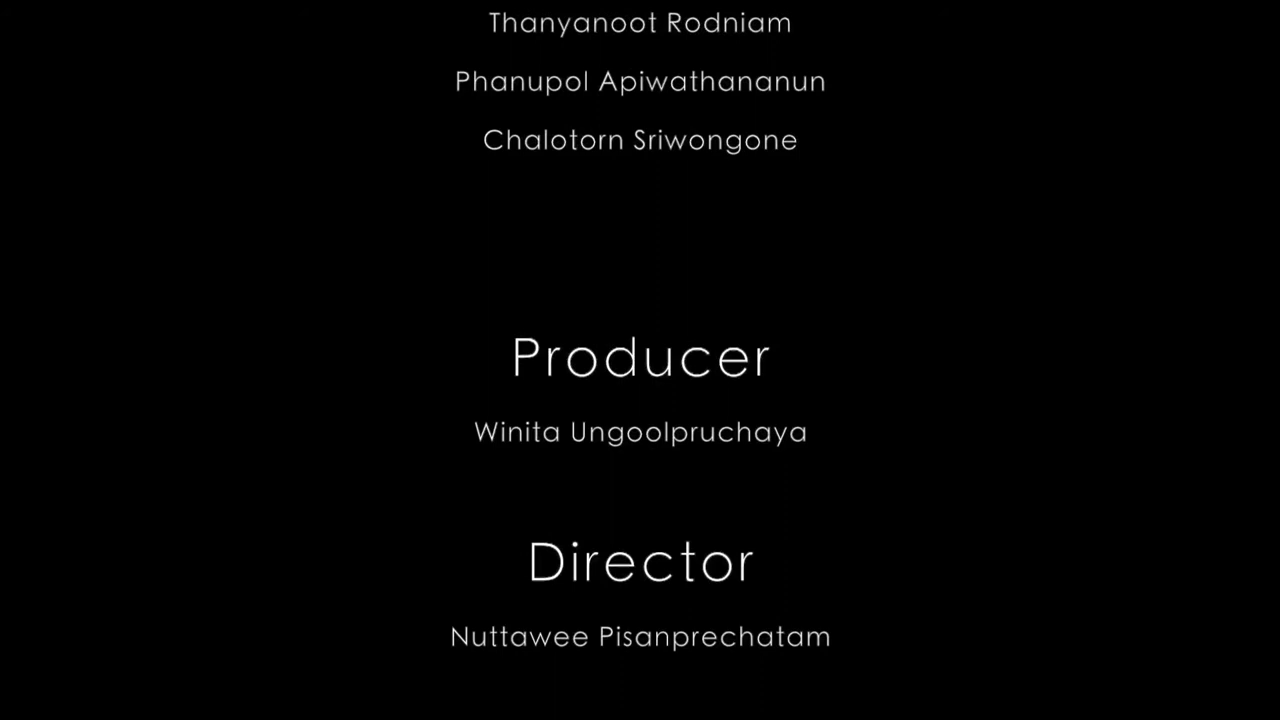 Thanyanoot Rodniam
Phanupol Apiwathananun
Chalotorn Sriwongone
Producer
Winita Ungoolpruchaya
Director
Nuttawee Pisanprechatam